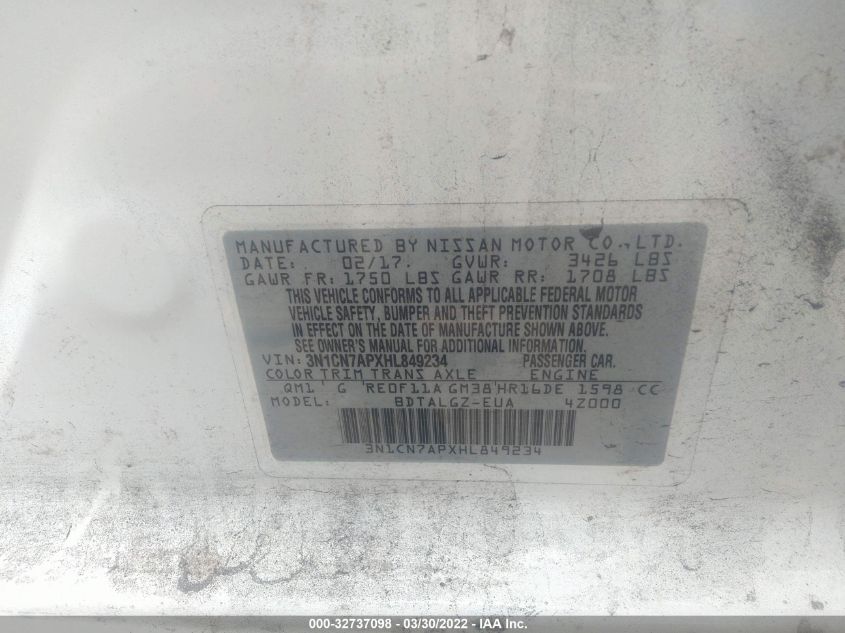 MANUFACTURED BY NISSAN MOTOR CO., LTD.
DATE: 02/17. GVWR: 3426 LBS
GAWR FR: 1750 LBS GAWR RR: 1708 LBS
THIS VEHICLE CONFORMS TO ALL APPLICABLE FEDERAL MOTOR
VEHICLE SAFETY, BUMPER AND THEFT PREVENTION STANDARDS
IN EFFECT ON THE DATE OF MANUFACTURE SHOWN ABOVE.
SEE OWNER'S MANUAL FOR ADDITIONAL INFORMATION
VIN: 3N1CN7APXHL849234 PASSENGER CAR.
COLOR TRIM TRANS AXLE ENGINE
QM1 G RE0F11A GM38 HR16DE 1598 CC
MODEL: BDTALGZ-EUA 4Z000
3N1CN7APXHL849234
000-32737098 - 03/30/2022 - IAA Inc.